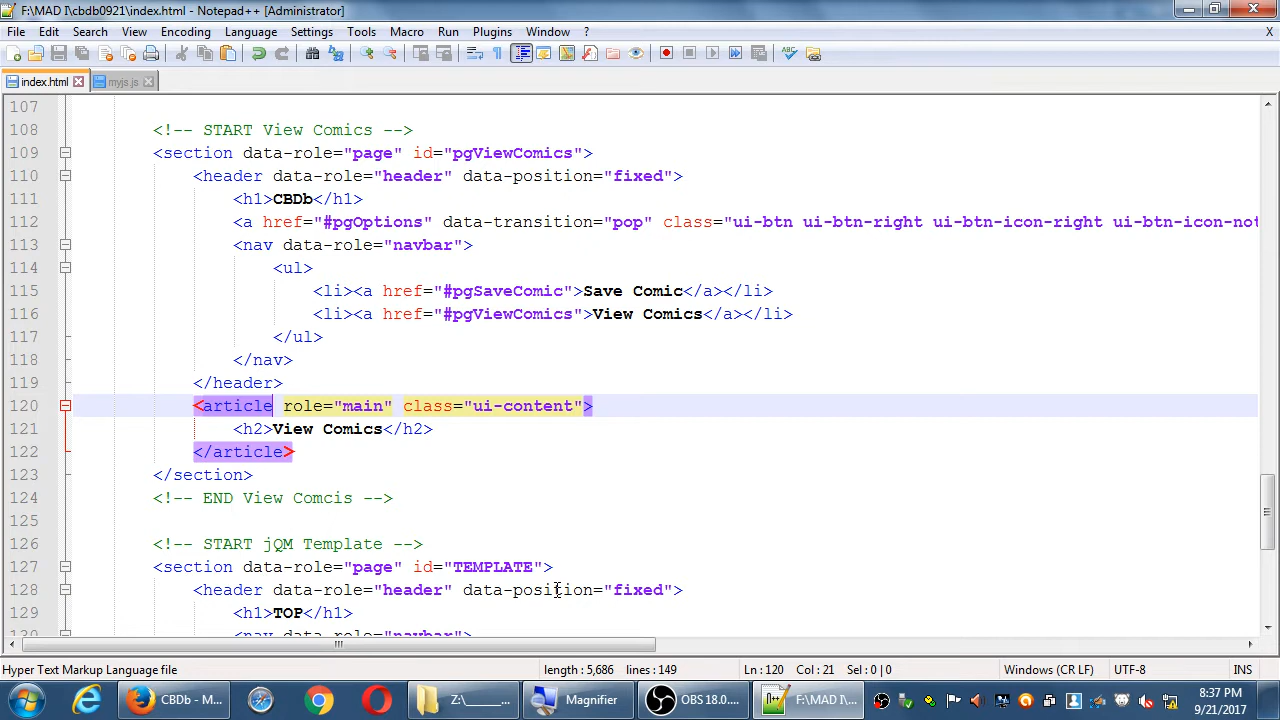 F:\MAD I\cbdb0921\index.html - Notepad++ [Administrator]
File Edit Search View Encoding Language Settings Tools Macro Run Plugins Window ? X
index.html myjs.js
107
108 <!-- START View Comics -->
109 <section data-role="page" id="pgViewComics">
110 <header data-role="header" data-position="fixed">
111 <h1>CBDb</h1>
112 <a href="#pgOptions" data-transition="pop" class="ui-btn ui-btn-right ui-btn-icon-right ui-btn-icon-not
113 <nav data-role="navbar">
114 <ul>
115 <li><a href="#pgSaveComic">Save Comic</a></li>
116 <li><a href="#pgViewComics">View Comics</a></li>
117 </ul>
118 </nav>
119 </header>
120 <article role="main" class="ui-content">
121 <h2>View Comics</h2>
122 </article>
123 </section>
124 <!-- END View Comcis -->
125
126 <!-- START jQM Template -->
127 <section data-role="page" id="TEMPLATE">
128 <header data-role="header" data-position="fixed">
129 <h1>TOP</h1>
130 <nav data-role="navbar">
Hyper Text Markup Language file length : 5,686 lines : 149 Ln : 120 Col : 21 Sel : 0 | 0 Windows (CR LF) UTF-8 INS
CBDb - M... Z:\_____... Magnifier OBS 18.0.... F:\MAD I\... 8:37 PM
9/21/2017